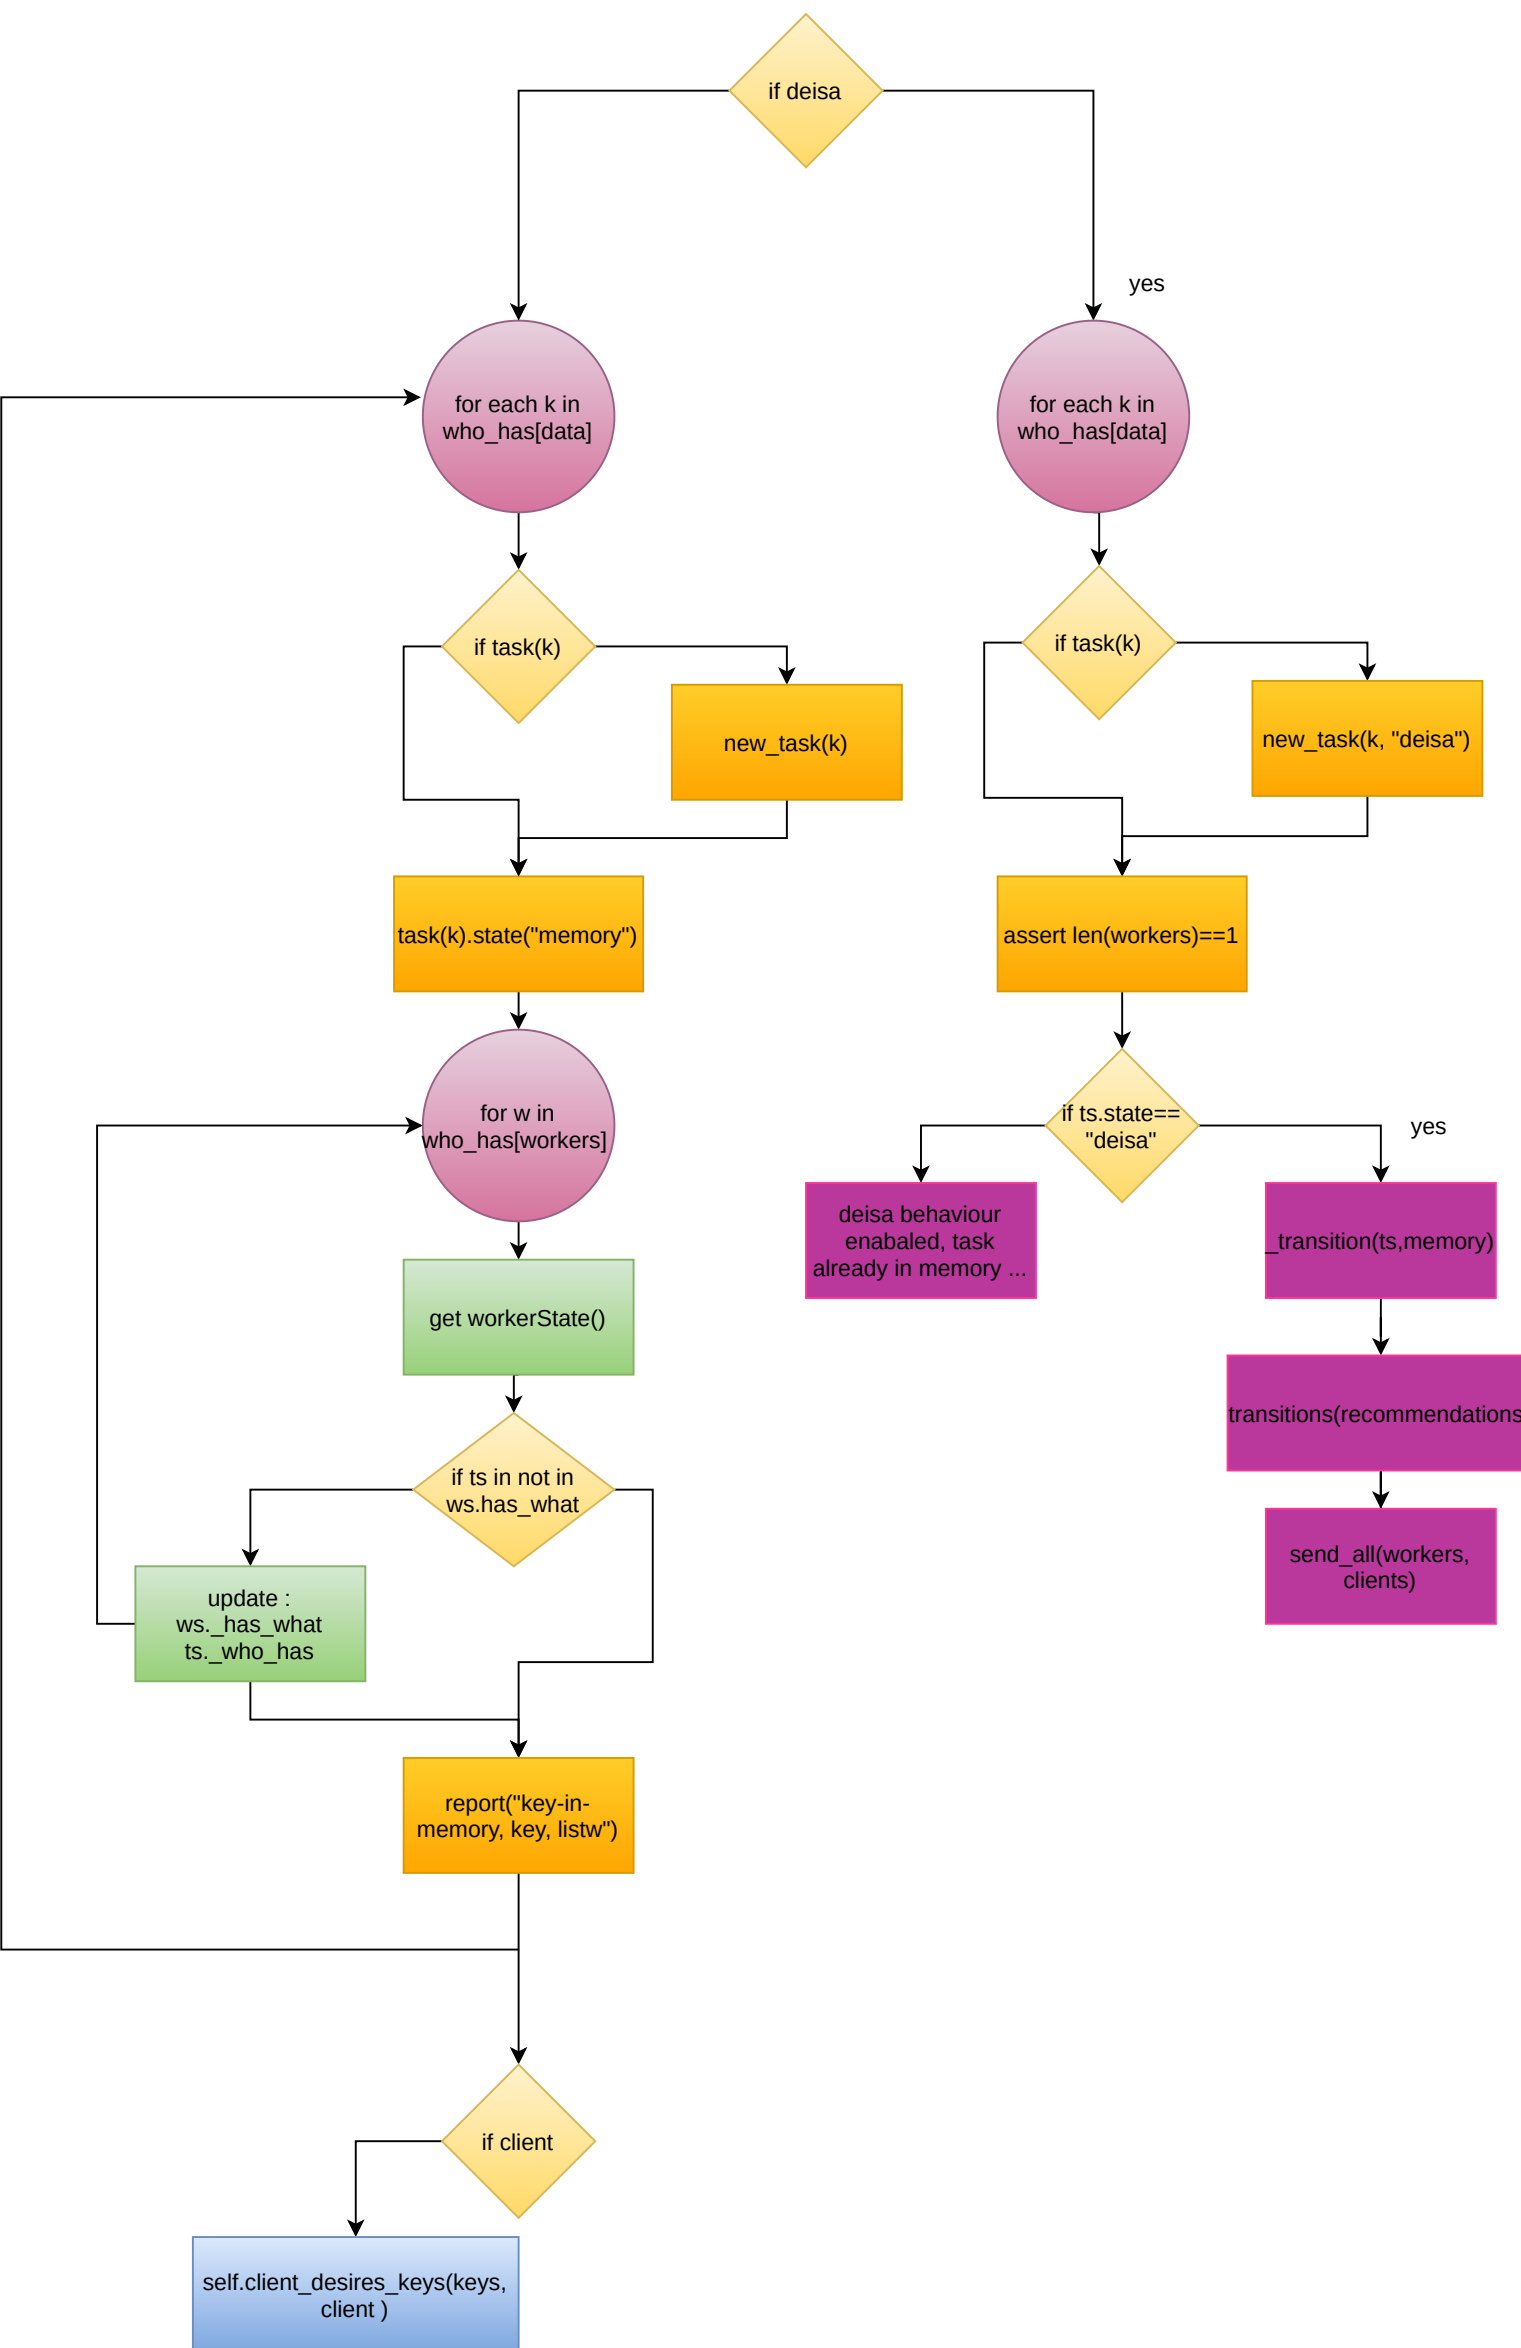 if deisa
yes
for each k in
who_has[data]
for each k in
who_has[data]
if task(k)
if task(k)
new_task(k)
new_task(k, "deisa")
task(k).state("memory")
assert len(workers)==1
for w in
who_has[workers]
if ts.state==
"deisa"
yes
deisa behaviour
enabaled, task
already in memory ...
_transition(ts,memory)
get workerState()
transitions(recommendations
if ts in not in
ws.has_what
send_all(workers,
clients)
update :
ws._has_what
ts._who_has
report("key-in-
memory, key, listw")
if client
self.client_desires_keys(keys,
client )